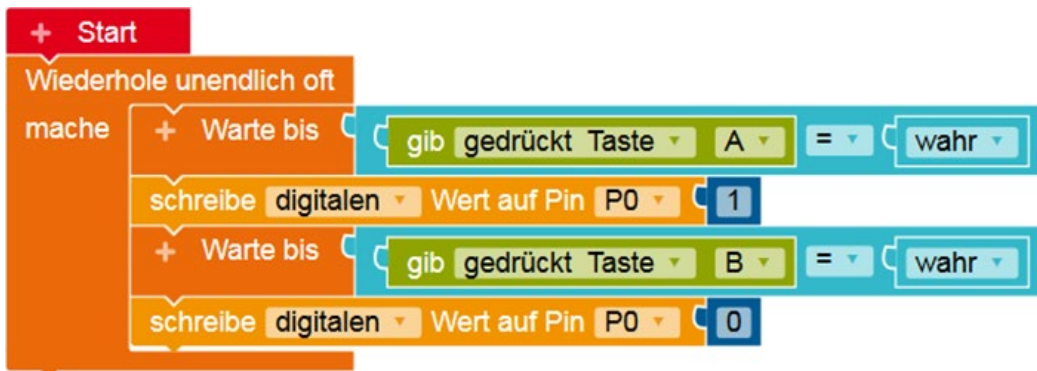 + Start
Wiederhole unendlich oft
mache + Warte bis gib gedrückt Taste A = wahr
schreibe digitalen Wert auf Pin P0 1
+ Warte bis gib gedrückt Taste B = wahr
schreibe digitalen Wert auf Pin P0 0